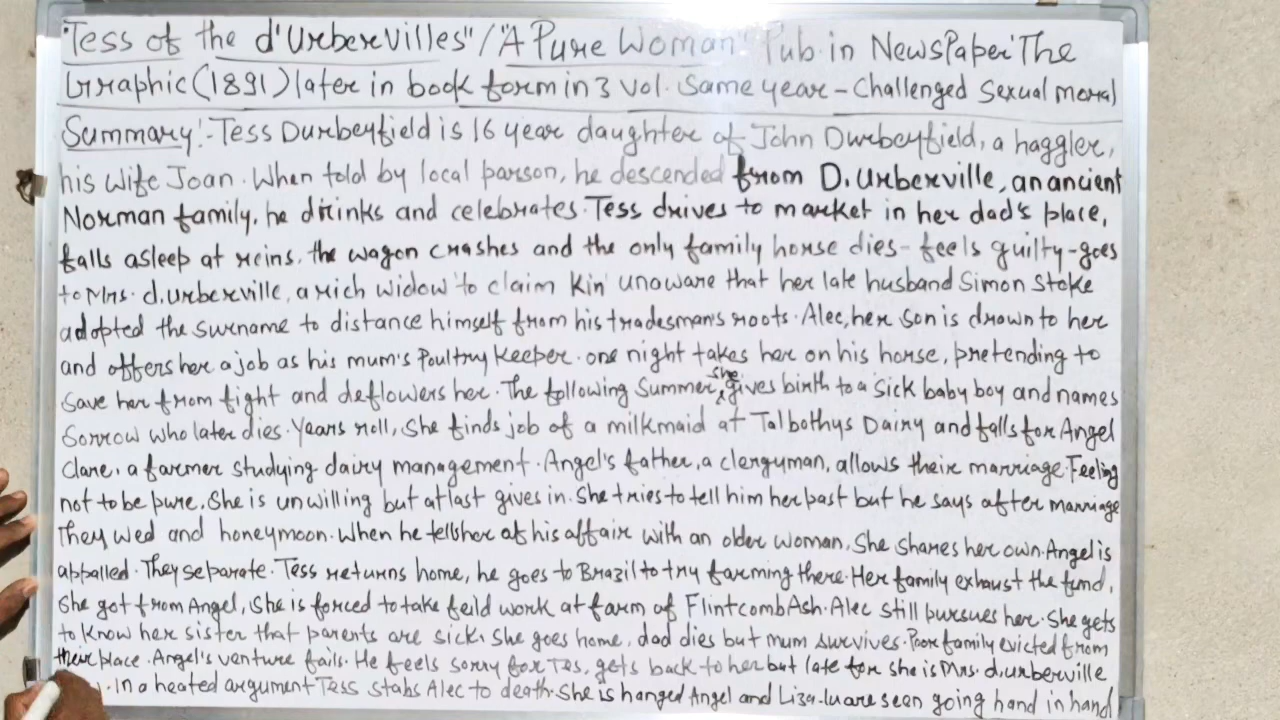 "Tess of the d'Urbervilles"/"A Pure Woman" Pub. in NewsPaper 'The
Graphic (1891) later in book form in 3 vol. Same year - Challenged Sexual moral
Summary:- Tess Durbeyfield is 16 year daughter of John Durbeyfield, a haggler,
his wife Joan. When told by local parson, he descended from D. Urberville, an ancient
Norman family, he drinks and celebrates. Tess drives to market in her dad's place,
falls asleep at reins, the wagon crashes and the only family horse dies - feels guilty - goes
to Mrs. d.urberville, a rich widow to 'claim kin' unaware that her late husband Simon Stoke
adopted the surname to distance himself from his tradesman's roots. Alec, her son is drawn to her
and offers her a job as his mum's Poultry Keeper. one night takes her on his horse, pretending to
save her from fight and deflowers her. The following Summer, she gives birth to a sick baby boy and names
Sorrow who later dies. Years roll, She finds job of a milkmaid at Talbothys Dairy and falls for Angel
Clare, a farmer studying dairy management. Angel's father, a clergyman, allows their marriage. Feeling
not to be pure, She is unwilling but at last gives in. She tries to tell him her past but he says after marriage
They wed and honeymoon. When he tells her of his affair with an older woman, She shares her own. Angel is
appalled. They separate. Tess returns home, he goes to Brazil to try farming there. Her family exhaust the fund,
She got from Angel, She is forced to take feild work at farm of Flintcomb Ash. Alec still pursues her. She gets
to know her sister that parents are sick. She goes home, dad dies but mum survives. Poor family evicted from
their place. Angel's venture fails. He feels sorry for Tes, gets back to her but late for she is Mrs. d.urberville
. In a heated argument Tess stabs Alec to death. She is hanged Angel and Liza-lu are seen going hand in hand